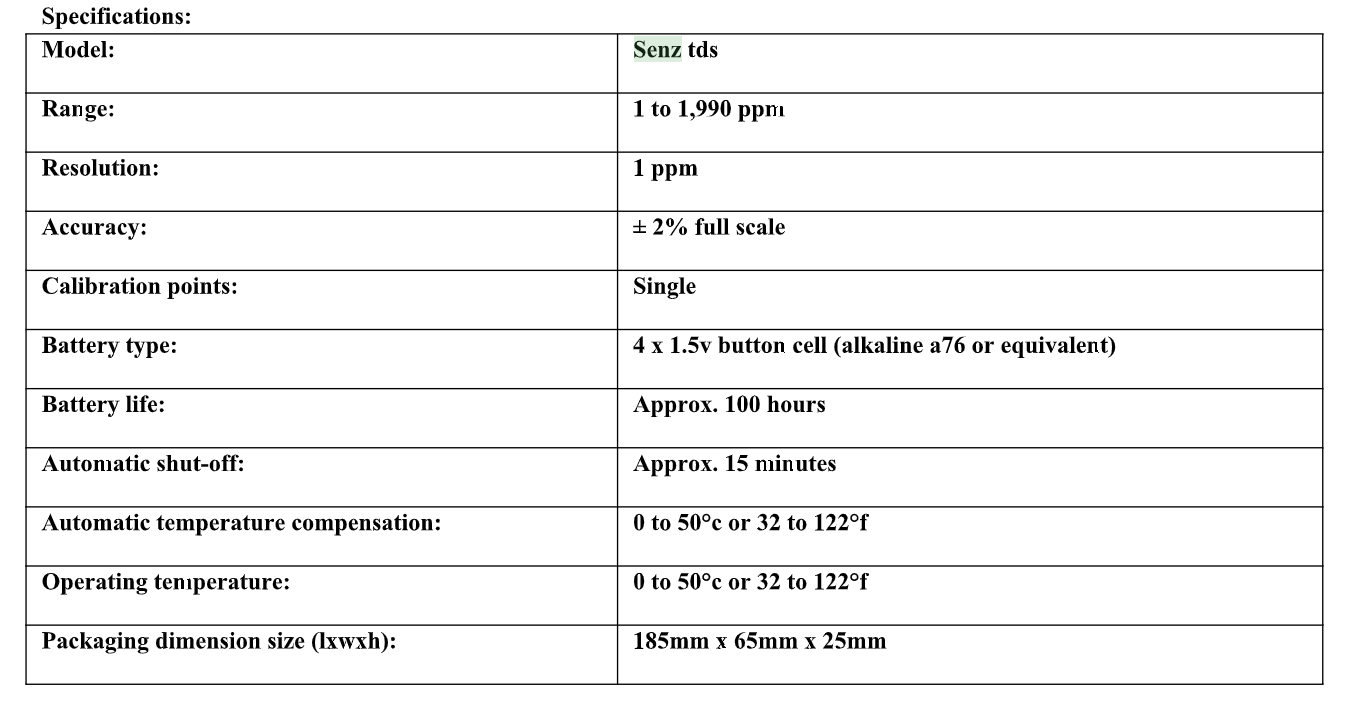 Specifications:
Model: Senz tds
Range: 1 to 1,990 ppm
Resolution: 1 ppm
Accuracy: ± 2% full scale
Calibration points: Single
Battery type: 4 x 1.5v button cell (alkaline a76 or equivalent)
Battery life: Approx. 100 hours
Automatic shut-off: Approx. 15 minutes
Automatic temperature compensation: 0 to 50°c or 32 to 122°f
Operating temperature: 0 to 50°c or 32 to 122°f
Packaging dimension size (lxwxh): 185mm x 65mm x 25mm